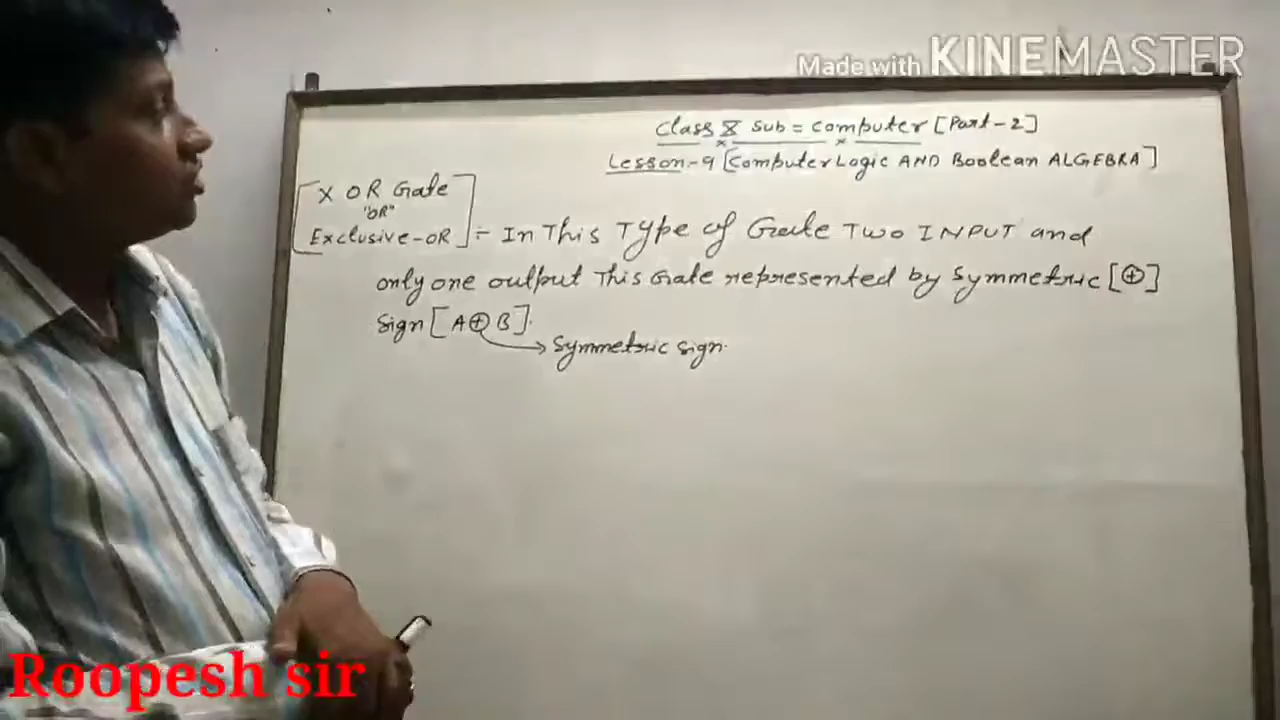 Made with KINEMASTER
Class X Sub = Computer [Part-2]
Lesson-9 [Computer Logic AND Boolean ALGEBRA]
X OR Gate
"OR"
Exclusive-OR := In This Type of Gate Two INPUT and
only one output This Gate represented by Symmetric [⊕]
Sign [A⊕B].
Symmetric sign.
Roopesh sir